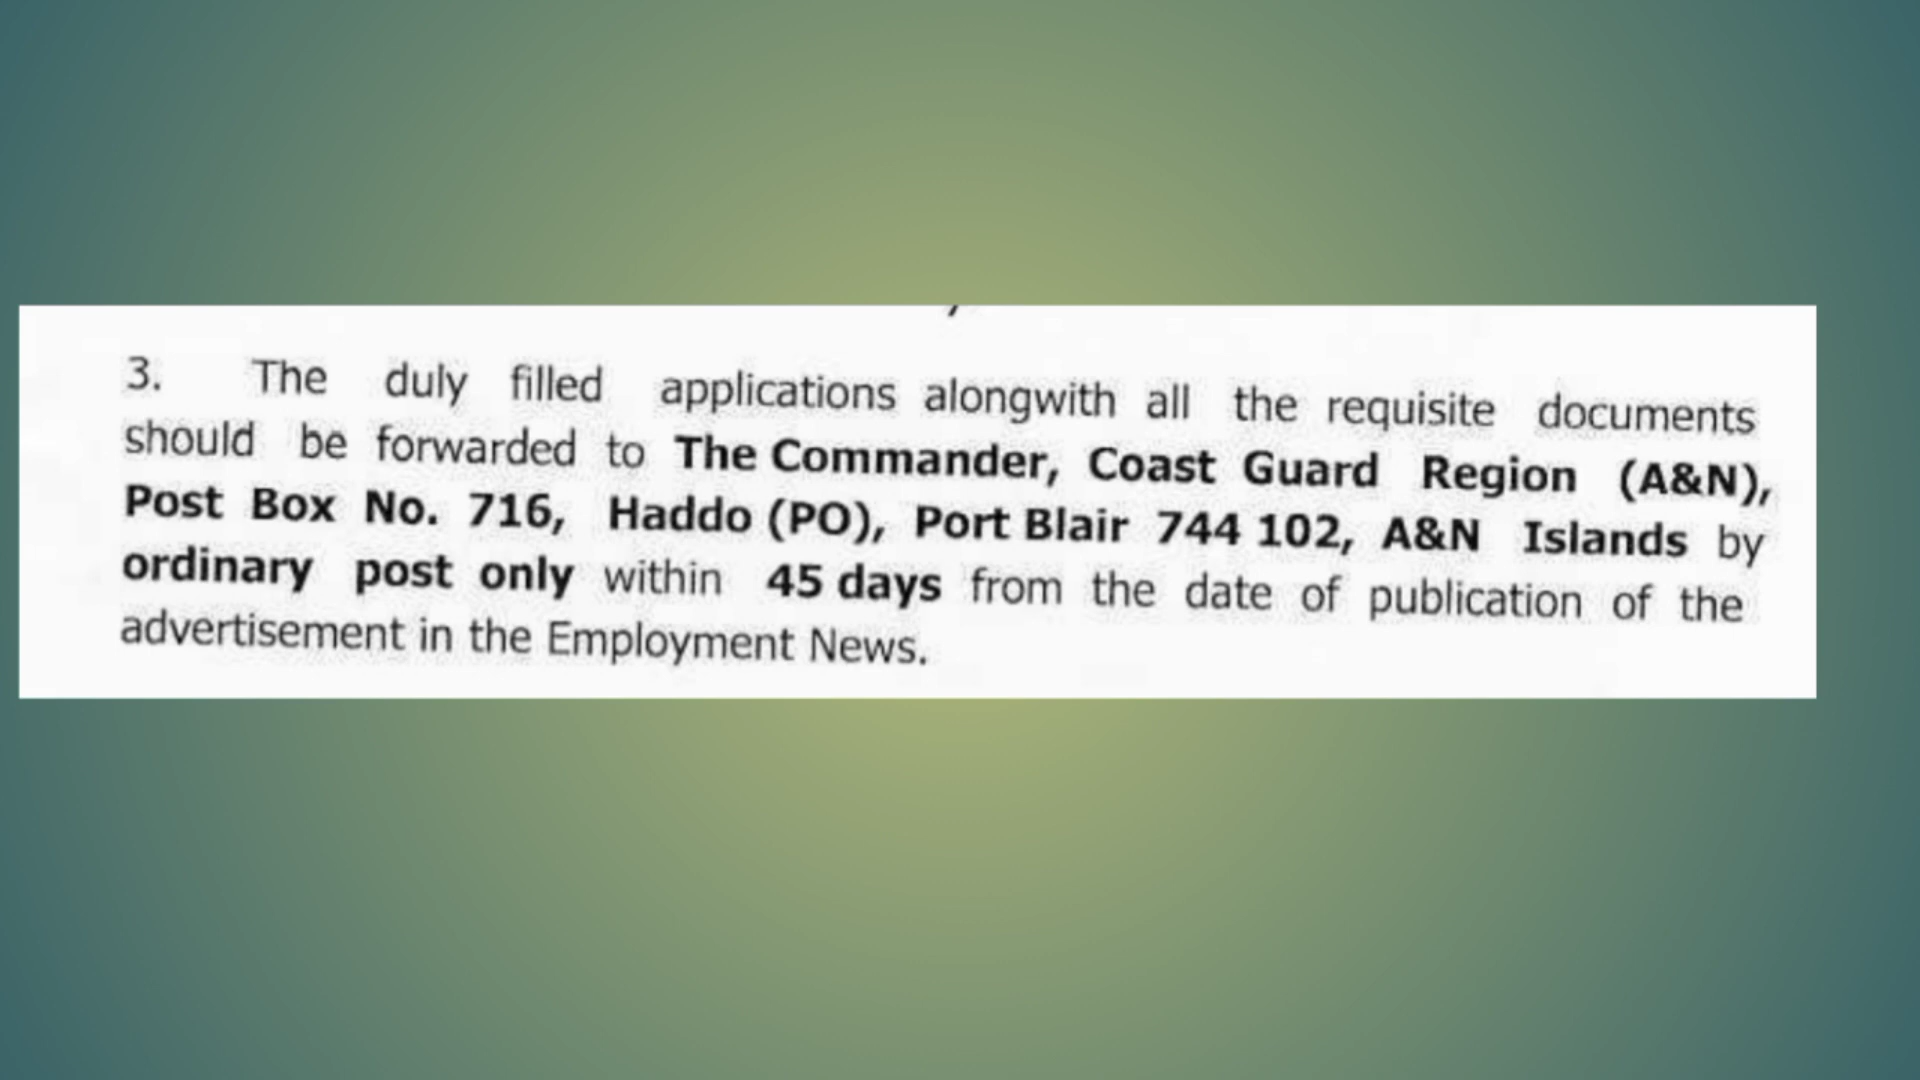 3. The duly filled applications alongwith all the requisite documents
should be forwarded to The Commander, Coast Guard Region (A&N),
Post Box No. 716, Haddo (PO), Port Blair 744 102, A&N Islands by
ordinary post only within 45 days from the date of publication of the
advertisement in the Employment News.